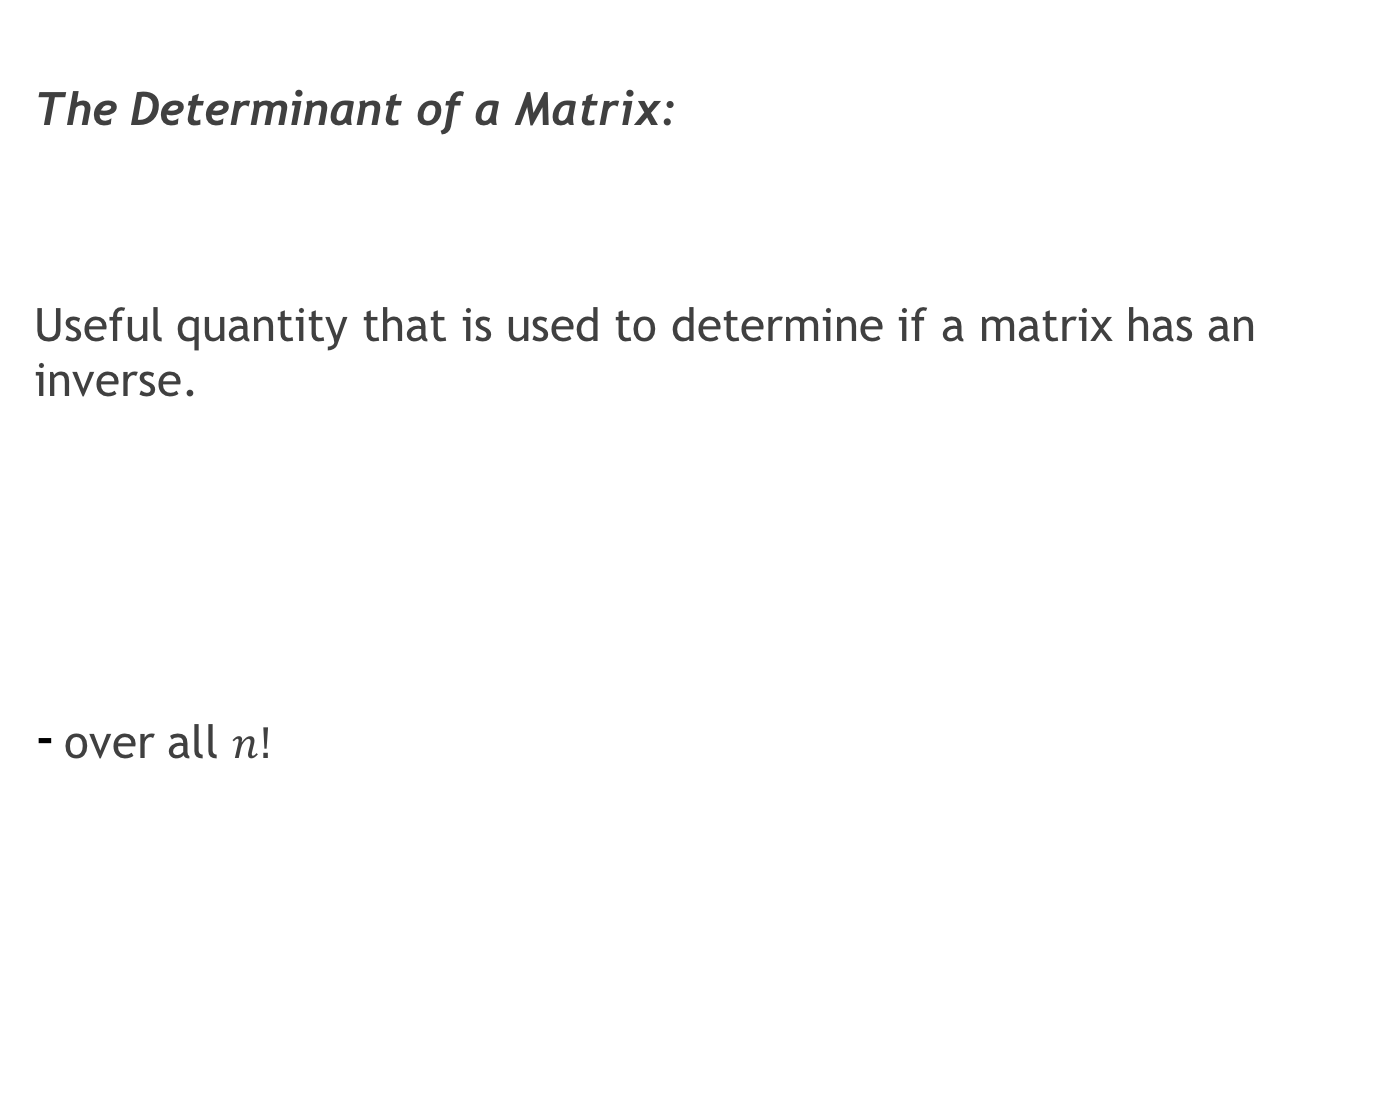 The Determinant of a Matrix:
Useful quantity that is used to determine if a matrix has an
inverse.
- over all n!